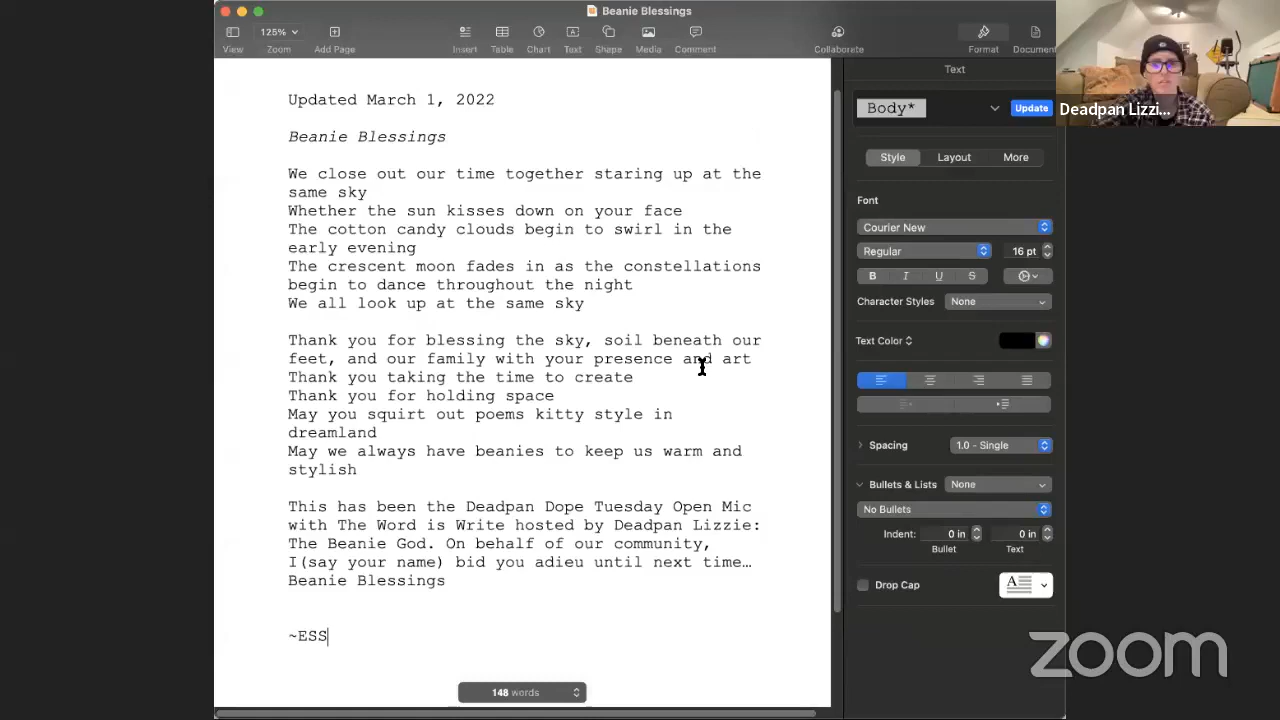 Beanie Blessings
125%
View
Zoom
Add Page
Insert
Table
Chart
Text
Shape
Media
Comment
Collaborate
Format
Document
Updated March 1, 2022
Beanie Blessings
We close out our time together staring up at the
same sky
Whether the sun kisses down on your face
The cotton candy clouds begin to swirl in the
early evening
The crescent moon fades in as the constellations
begin to dance throughout the night
We all look up at the same sky
Thank you for blessing the sky, soil beneath our
feet, and our family with your presence and art
Thank you taking the time to create
Thank you for holding space
May you squirt out poems kitty style in
dreamland
May we always have beanies to keep us warm and
stylish
This has been the Deadpan Dope Tuesday Open Mic
with The Word is Write hosted by Deadpan Lizzie:
The Beanie God. On behalf of our community,
I(say your name) bid you adieu until next time…
Beanie Blessings
~ESS
148 words
Text
Body*
Update
Style
Layout
More
Font
Courier New
Regular
16 pt
B I U S
Character Styles
None
Text Color
Spacing
1.0 - Single
Bullets & Lists
None
No Bullets
Indent:
0 in
0 in
Bullet
Text
Drop Cap
A
Deadpan Lizzi...
zoom